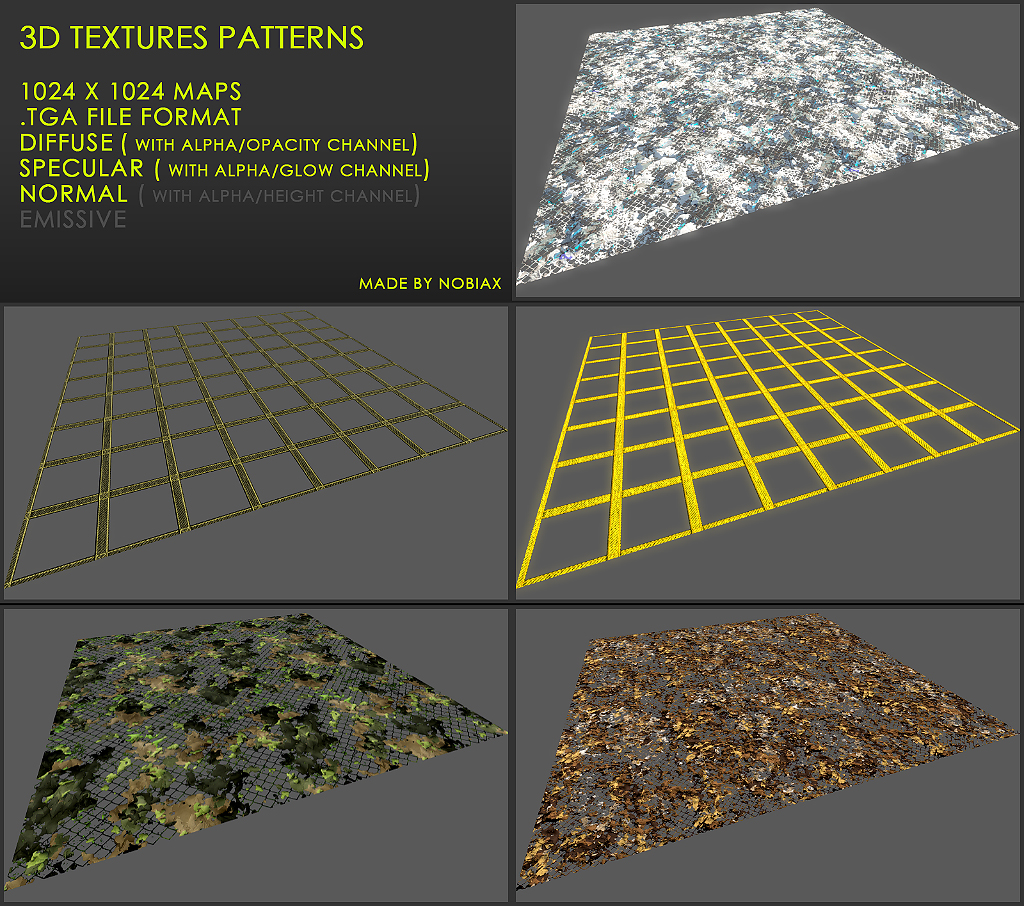 3D TEXTURES PATTERNS
1024 X 1024 MAPS
.TGA FILE FORMAT
DIFFUSE ( WITH ALPHA/OPACITY CHANNEL)
SPECULAR ( WITH ALPHA/GLOW CHANNEL)
NORMAL ( WITH ALPHA/HEIGHT CHANNEL)
EMISSIVE
MADE BY NOBIAX